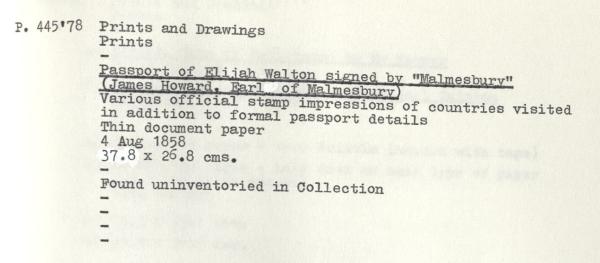 P. 445'78 Prints and Drawings
Prints
-
Passport of Elijah Walton signed by "Malmesbury"
(James Howard, Earl of Malmesbury)
Various official stamp impressions of countries visited
in addition to formal passport details
Thin document paper
4 Aug 1858
37.8 x 26.8 cms.
-
Found uninventoried in Collection
-
-
-
-